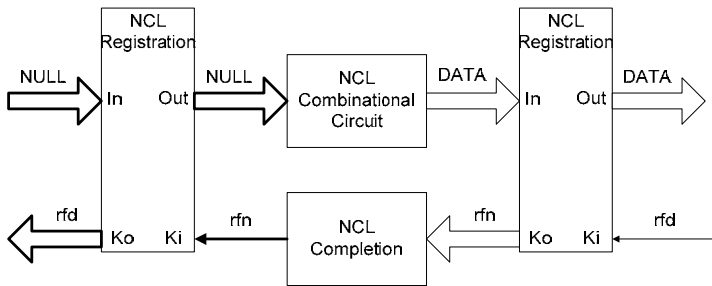 NCL
Registration
NCL
Registration
NULL
NULL
DATA
DATA
In
Out
NCL
Combinational
Circuit
In
Out
rfd
rfn
rfn
rfd
Ko
Ki
NCL
Completion
Ko
Ki